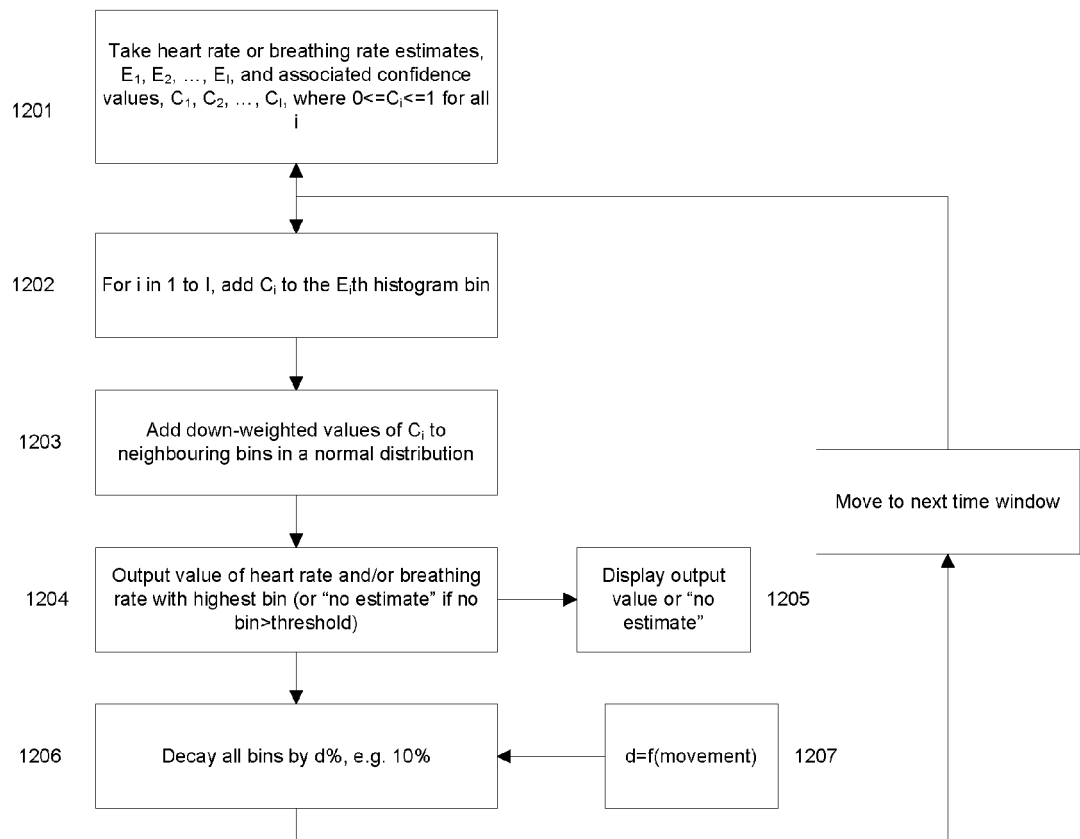 Take heart rate or breathing rate estimates,
E₁, E₂, …, Eₗ, and associated confidence
values, C₁, C₂, …, Cₗ, where 0<=Cᵢ<=1 for all
i
1201
For i in 1 to I, add Cᵢ to the Eᵢth histogram bin
1202
Add down-weighted values of Cᵢ to
neighbouring bins in a normal distribution
1203
Move to next time window
Output value of heart rate and/or breathing
rate with highest bin (or “no estimate” if no
bin>threshold)
1204
Display output
value or “no
estimate”
1205
Decay all bins by d%, e.g. 10%
1206
d=f(movement)
1207